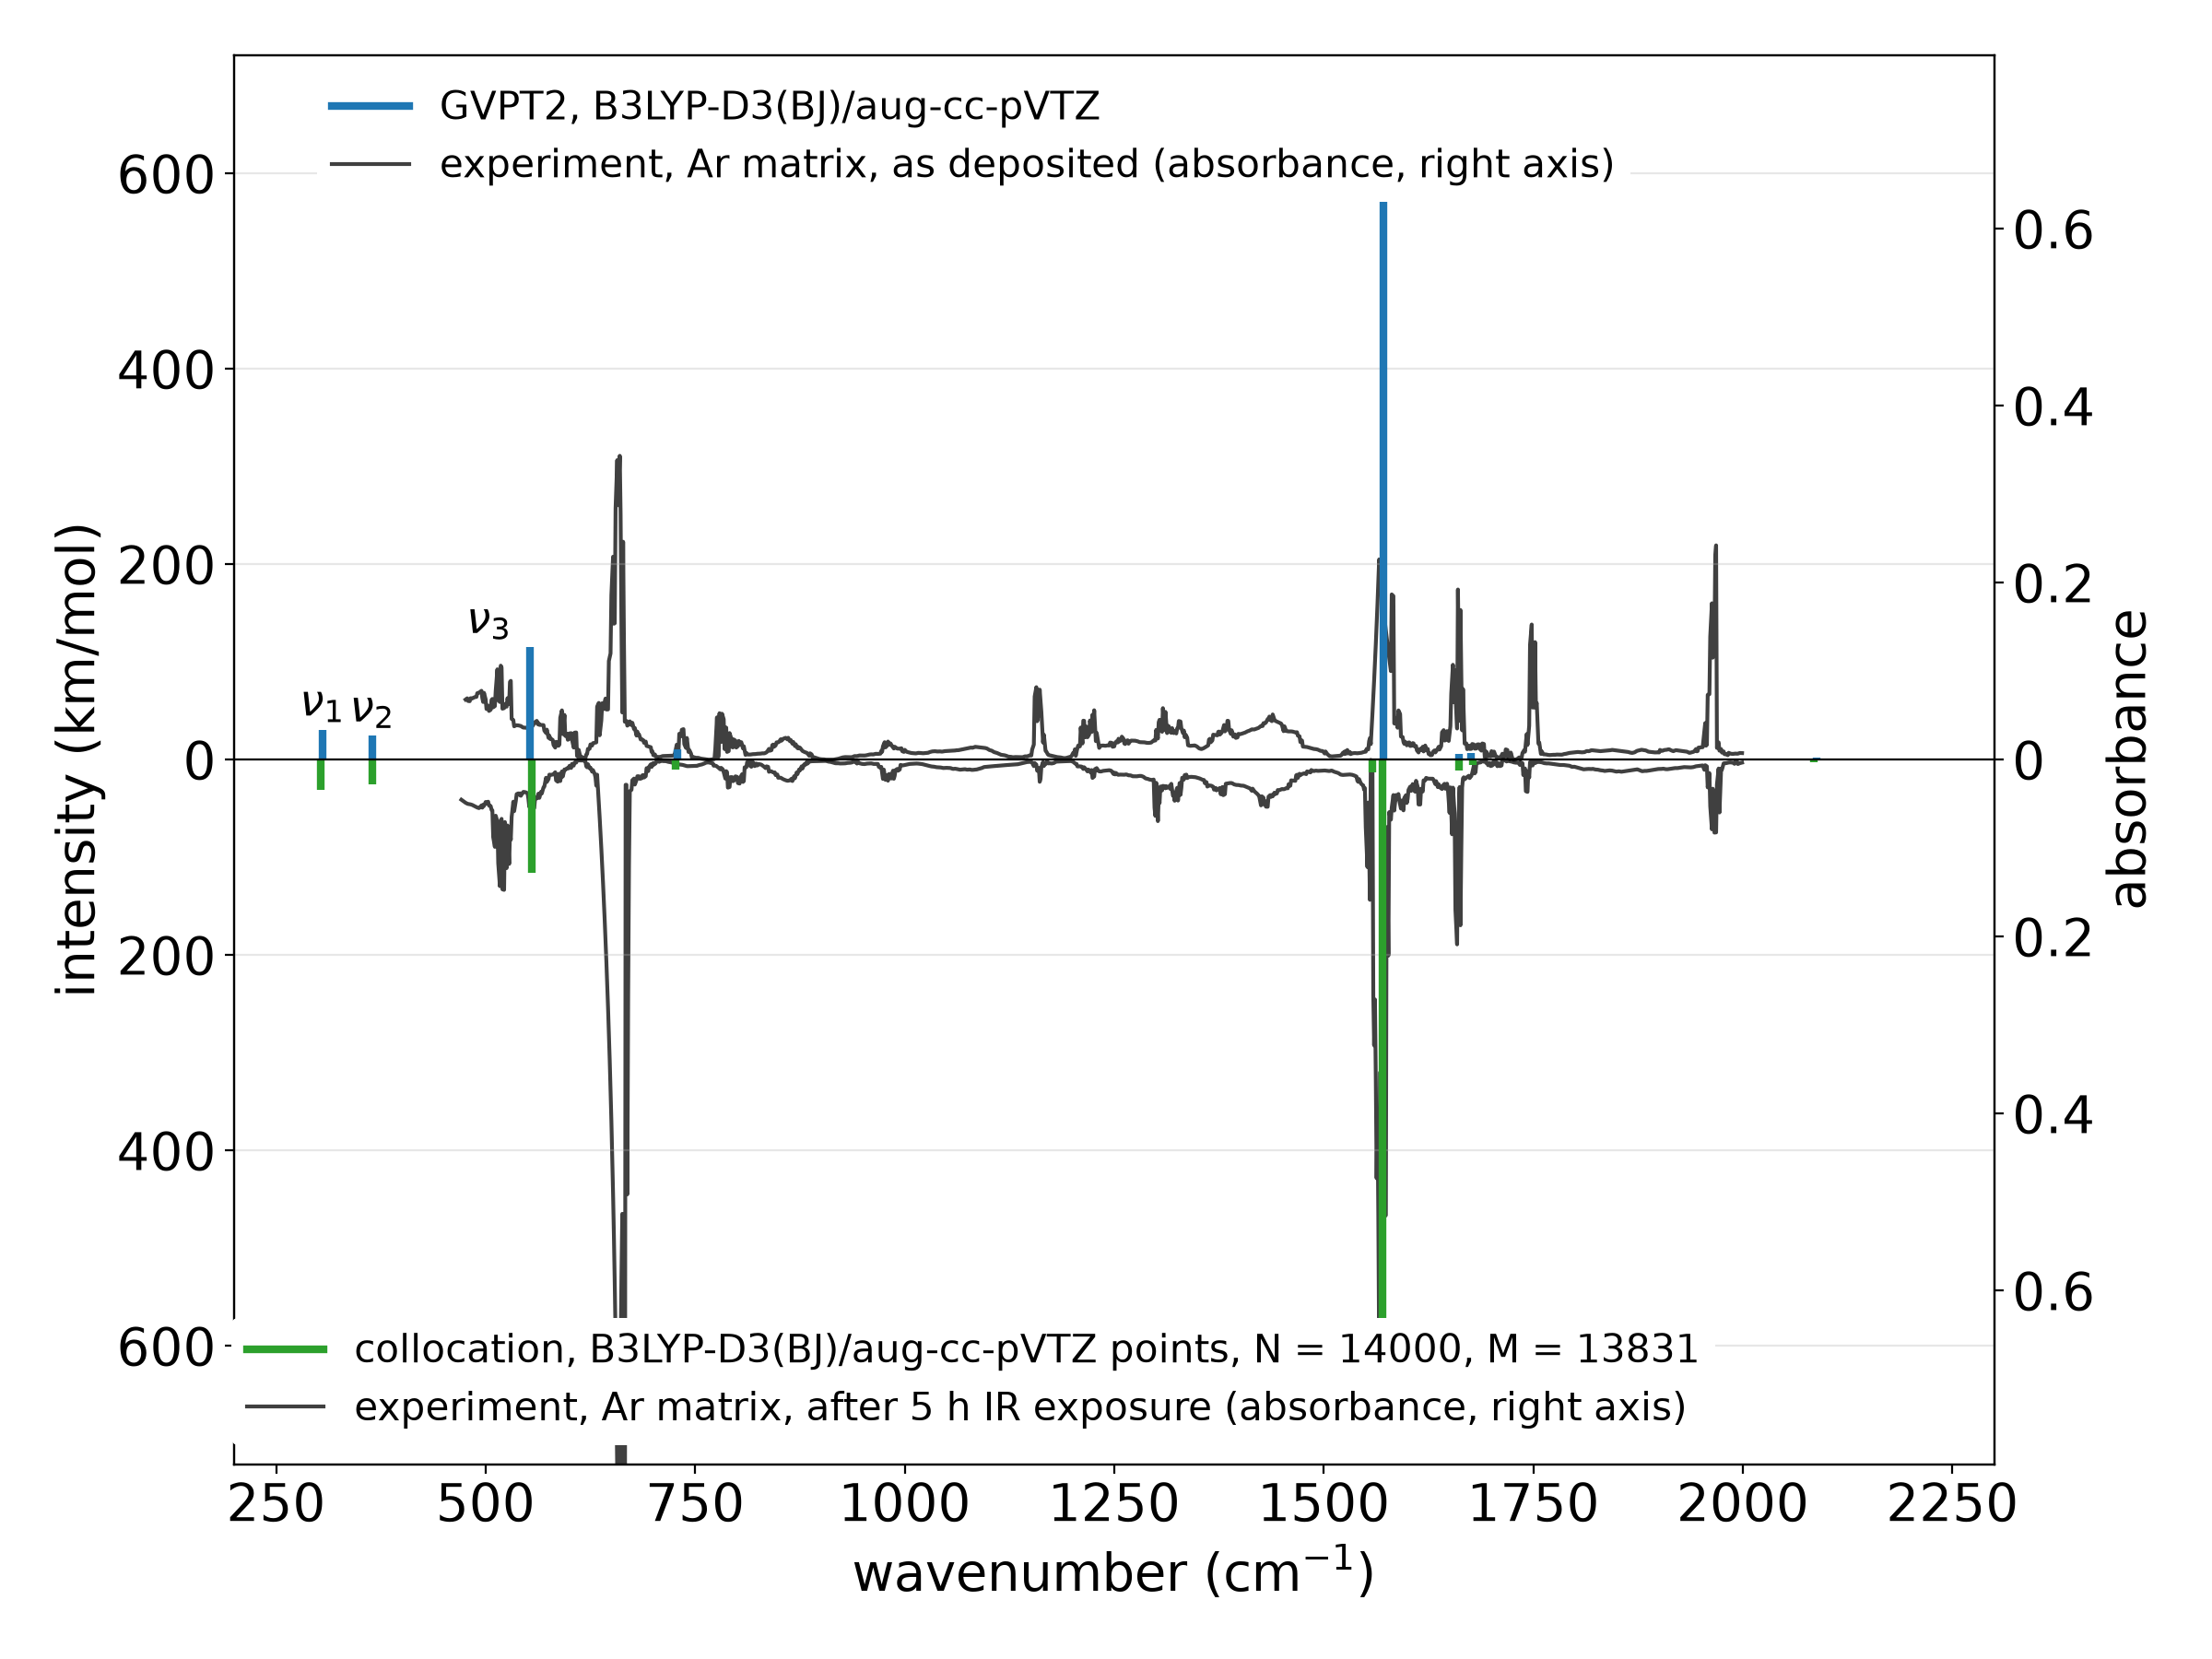 GVPT2, B3LYP-D3(BJ)/aug-cc-pVTZ
experiment, Ar matrix, as deposited (absorbance, right axis)
600
400
200
0
200
400
600
intensity (km/mol)
0.6
0.4
0.2
0
0.2
0.4
0.6
absorbance
ν₃
ν₁ ν₂
collocation, B3LYP-D3(BJ)/aug-cc-pVTZ points, N = 14000, M = 13831
experiment, Ar matrix, after 5 h IR exposure (absorbance, right axis)
250 500 750 1000 1250 1500 1750 2000 2250
wavenumber (cm⁻¹)